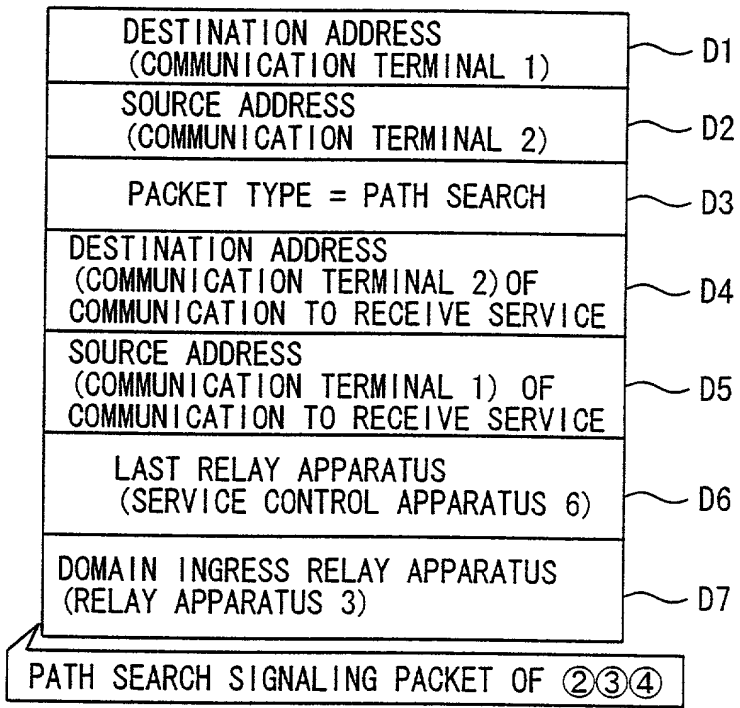 DESTINATION ADDRESS
(COMMUNICATION TERMINAL 1)
D1
SOURCE ADDRESS
(COMMUNICATION TERMINAL 2)
D2
PACKET TYPE = PATH SEARCH
D3
DESTINATION ADDRESS
(COMMUNICATION TERMINAL 2)OF
COMMUNICATION TO RECEIVE SERVICE
D4
SOURCE ADDRESS
(COMMUNICATION TERMINAL 1) OF
COMMUNICATION TO RECEIVE SERVICE
D5
LAST RELAY APPARATUS
(SERVICE CONTROL APPARATUS 6)
D6
DOMAIN INGRESS RELAY APPARATUS
(RELAY APPARATUS 3)
D7
PATH SEARCH SIGNALING PACKET OF ②③④